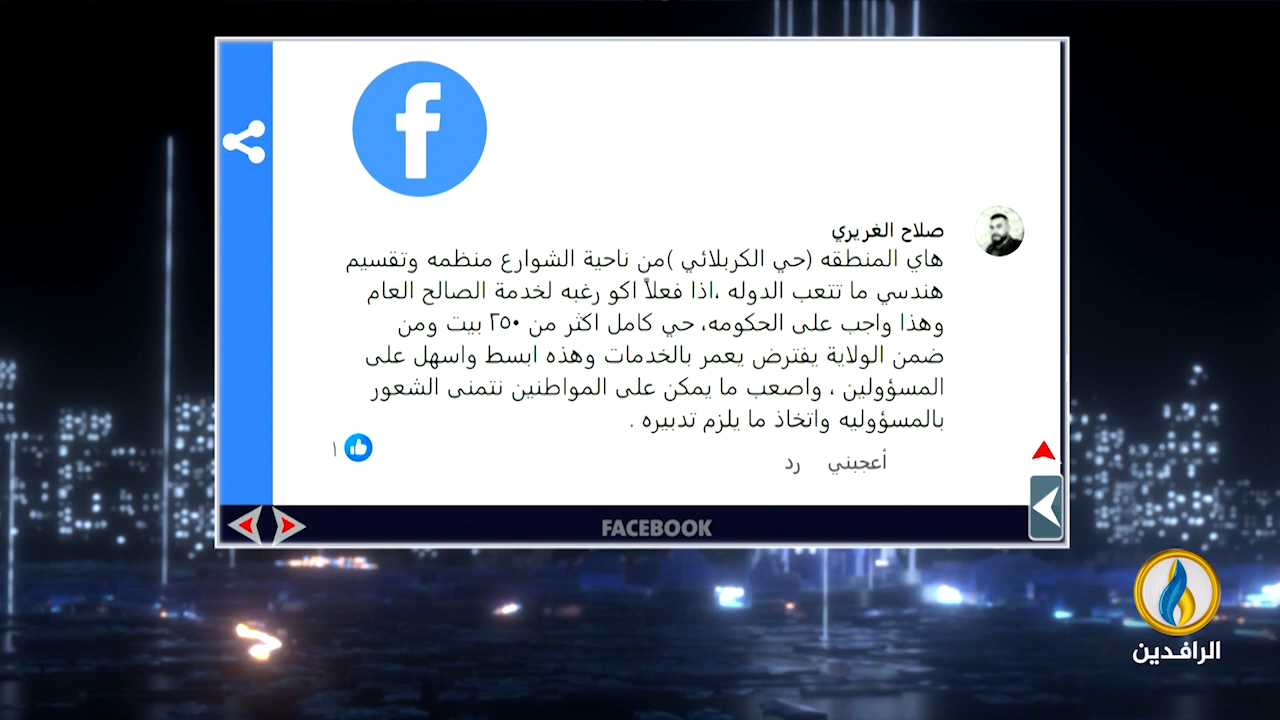 صلاح الغريري
هاي المنطقه (حي الكربلائي )من ناحية الشوارع منظمه وتقسيم
هندسي ما تتعب الدوله ،اذا فعلاً اكو رغبه لخدمة الصالح العام
وهذا واجب على الحكومه، حي كامل اكثر من ٢٥٠ بيت ومن
ضمن الولاية يفترض يعمر بالخدمات وهذه ابسط واسهل على
المسؤولين ، واصعب ما يمكن على المواطنين نتمنى الشعور
بالمسؤوليه واتخاذ ما يلزم تدبيره .
١
أعجبني رد
FACEBOOK
الرافدين